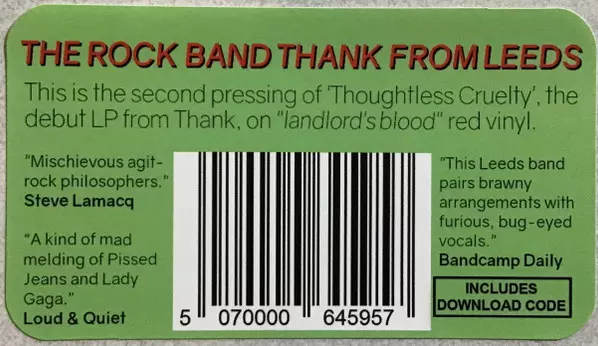 THE ROCK BAND THANK FROM LEEDS
This is the second pressing of 'Thoughtless Cruelty', the
debut LP from Thank, on "landlord's blood" red vinyl.
"Mischievous agit-
rock philosophers."
Steve Lamacq
"A kind of mad
melding of Pissed
Jeans and Lady
Gaga."
Loud & Quiet
5 070000 645957
"This Leeds band
pairs brawny
arrangements with
furious, bug-eyed
vocals."
Bandcamp Daily
INCLUDES
DOWNLOAD CODE